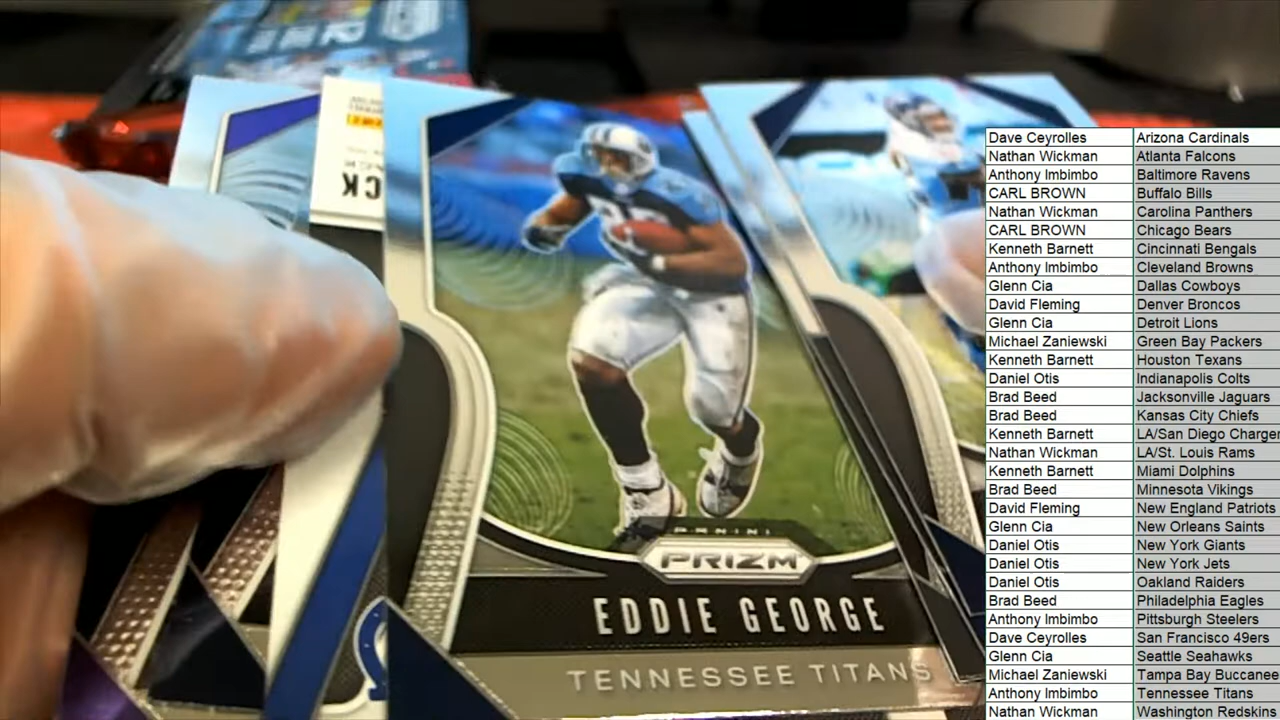 PANINI
PRIZM
EDDIE GEORGE
TENNESSEE TITANS
Dave Ceyrolles Arizona Cardinals
Nathan Wickman Atlanta Falcons
Anthony Imbimbo Baltimore Ravens
CARL BROWN Buffalo Bills
Nathan Wickman Carolina Panthers
CARL BROWN Chicago Bears
Kenneth Barnett Cincinnati Bengals
Anthony Imbimbo Cleveland Browns
Glenn Cia Dallas Cowboys
David Fleming Denver Broncos
Glenn Cia Detroit Lions
Michael Zaniewski Green Bay Packers
Kenneth Barnett Houston Texans
Daniel Otis Indianapolis Colts
Brad Beed Jacksonville Jaguars
Brad Beed Kansas City Chiefs
Kenneth Barnett LA/San Diego Charger
Nathan Wickman LA/St. Louis Rams
Kenneth Barnett Miami Dolphins
Brad Beed Minnesota Vikings
David Fleming New England Patriots
Glenn Cia New Orleans Saints
Daniel Otis New York Giants
Daniel Otis New York Jets
Daniel Otis Oakland Raiders
Brad Beed Philadelphia Eagles
Anthony Imbimbo Pittsburgh Steelers
Dave Ceyrolles San Francisco 49ers
Glenn Cia Seattle Seahawks
Michael Zaniewski Tampa Bay Buccanee
Anthony Imbimbo Tennessee Titans
Nathan Wickman Washington Redskins